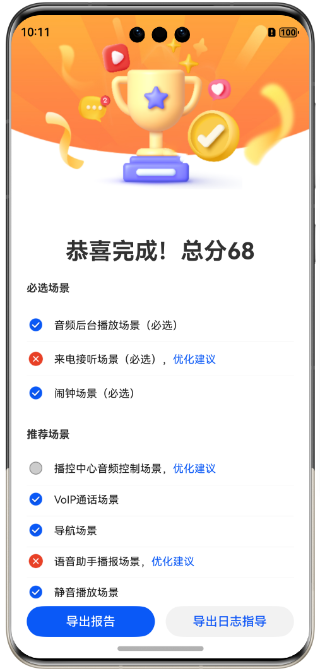 10:11
100
2
恭喜完成！总分68
必选场景
音频后台播放场景（必选）
来电接听场景（必选），优化建议
闹钟场景（必选）
推荐场景
播控中心音频控制场景，优化建议
VoIP通话场景
导航场景
语音助手播报场景，优化建议
静音播放场景
导出报告
导出日志指导